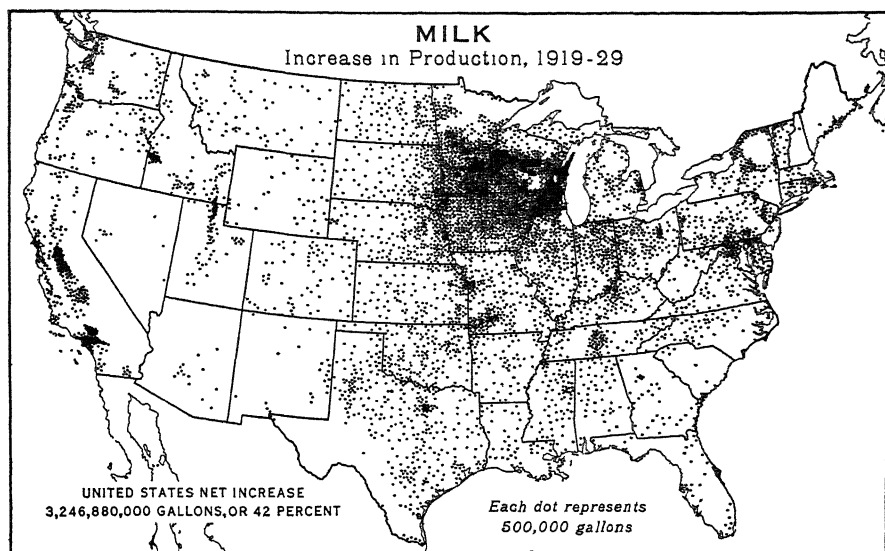 MILK
Increase in Production, 1919-29
UNITED STATES NET INCREASE
3,246,880,000 GALLONS, OR 42 PERCENT
Each dot represents
500,000 gallons